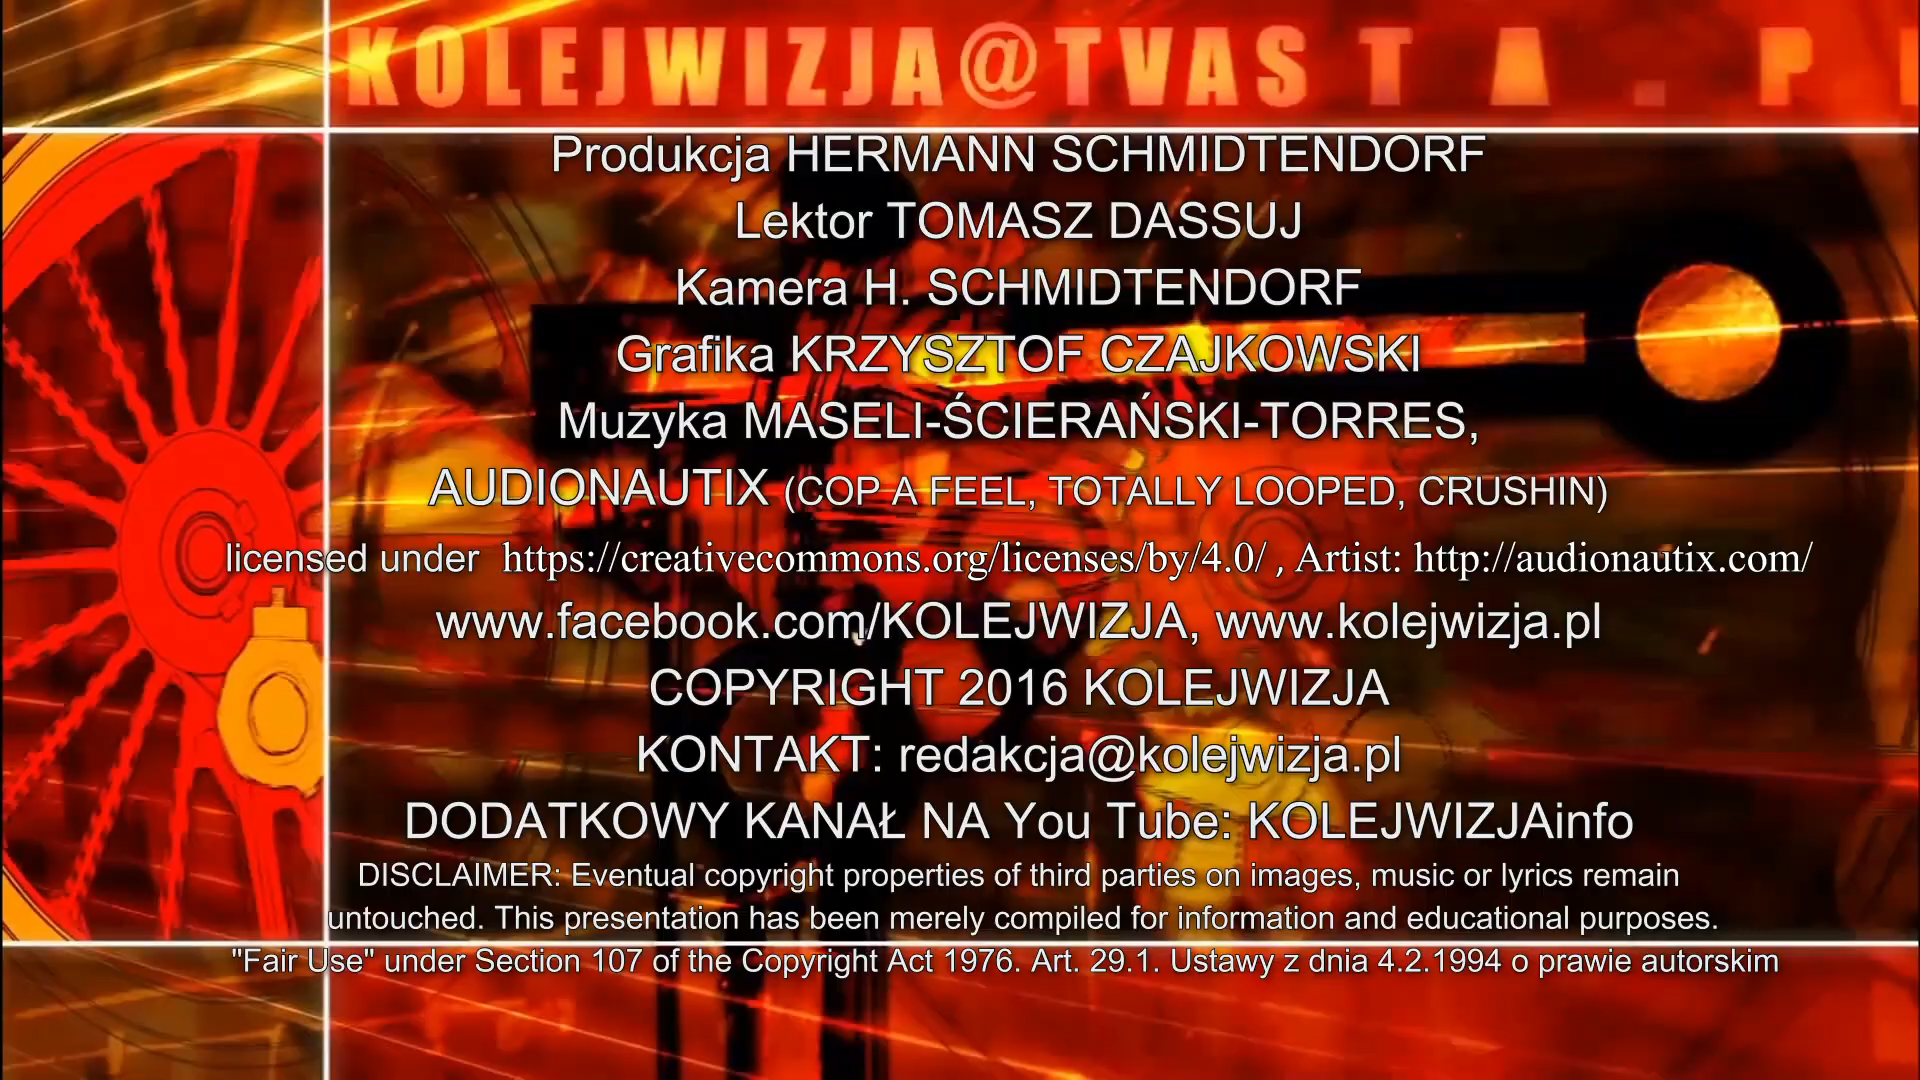 KOLEJWIZJA@TVASTA.P
Produkcja HERMANN SCHMIDTENDORF
Lektor TOMASZ DASSUJ
Kamera H. SCHMIDTENDORF
Grafika KRZYSZTOF CZAJKOWSKI
Muzyka MASELI-ŚCIERAŃSKI-TORRES,
AUDIONAUTIX (COP A FEEL, TOTALLY LOOPED, CRUSHIN)
licensed under https://creativecommons.org/licenses/by/4.0/ , Artist: http://audionautix.com/
www.facebook.com/KOLEJWIZJA, www.kolejwizja.pl
COPYRIGHT 2016 KOLEJWIZJA
KONTAKT: redakcja@kolejwizja.pl
DODATKOWY KANAŁ NA You Tube: KOLEJWIZJAinfo
DISCLAIMER: Eventual copyright properties of third parties on images, music or lyrics remain
untouched. This presentation has been merely compiled for information and educational purposes.
"Fair Use" under Section 107 of the Copyright Act 1976. Art. 29.1. Ustawy z dnia 4.2.1994 o prawie autorskim